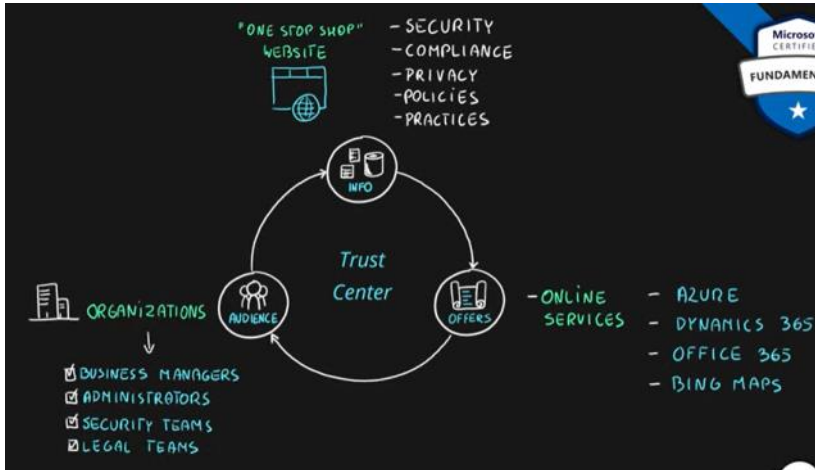 "ONE STOP SHOP"
WEBSITE
- SECURITY
- COMPLIANCE
- PRIVACY
- POLICIES
- PRACTICES
Microso
CERTIFIE
FUNDAMEN
INFO
Trust
Center
ORGANIZATIONS
AUDIENCE
OFFERS
- ONLINE
SERVICES
- AZURE
- DYNAMICS 365
- OFFICE 365
- BING MAPS
BUSINESS MANAGERS
ADMINISTRATORS
SECURITY TEAMS
LEGAL TEAMS